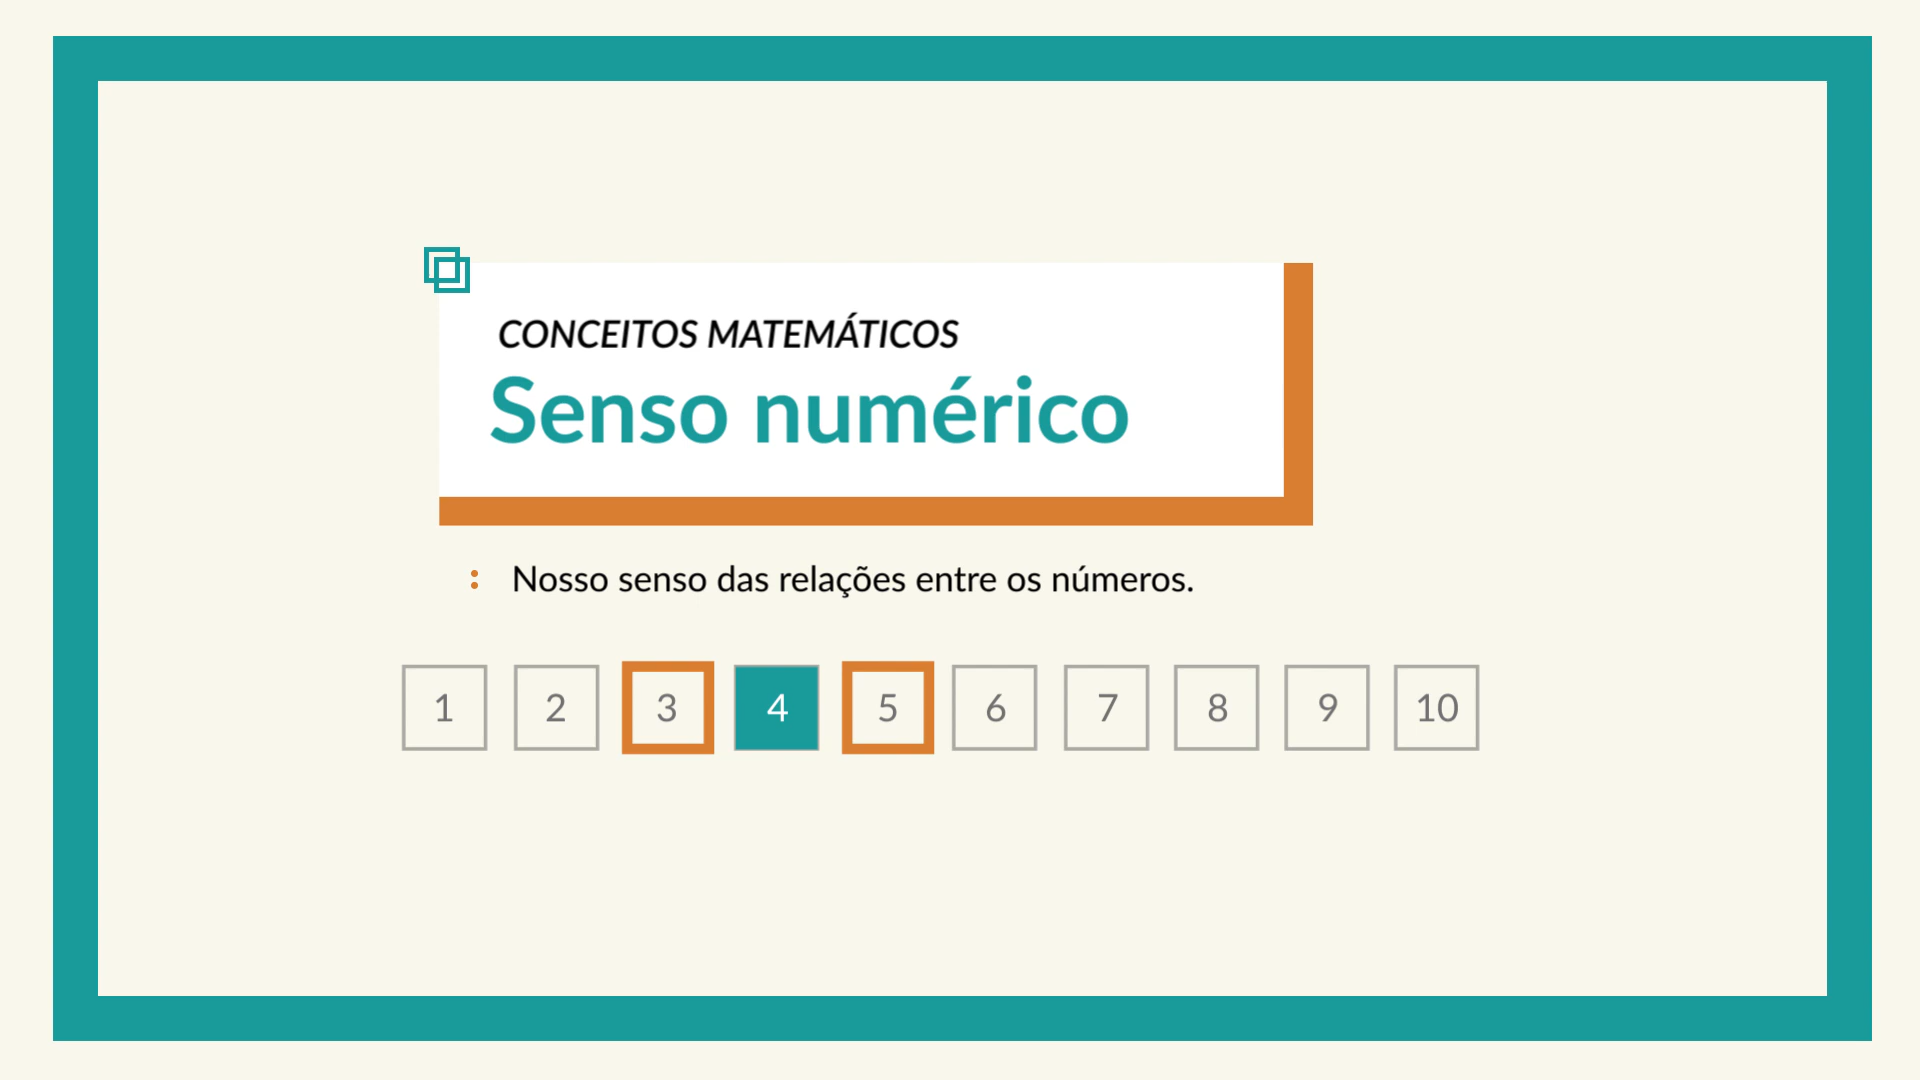 CONCEITOS MATEMÁTICOS
Senso numérico
Nosso senso das relações entre os números.
1 2 3 4 5 6 7 8 9 10